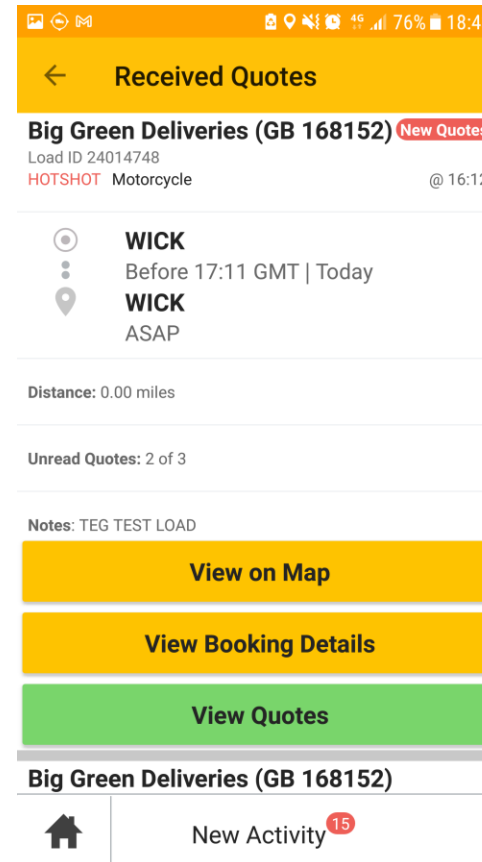 4G 76% 18:4
Received Quotes
Big Green Deliveries (GB 168152) New Quotes
Load ID 24014748
HOTSHOT Motorcycle @ 16:12
WICK
Before 17:11 GMT | Today
WICK
ASAP
Distance: 0.00 miles
Unread Quotes: 2 of 3
Notes: TEG TEST LOAD
View on Map
View Booking Details
View Quotes
Big Green Deliveries (GB 168152)
New Activity 15